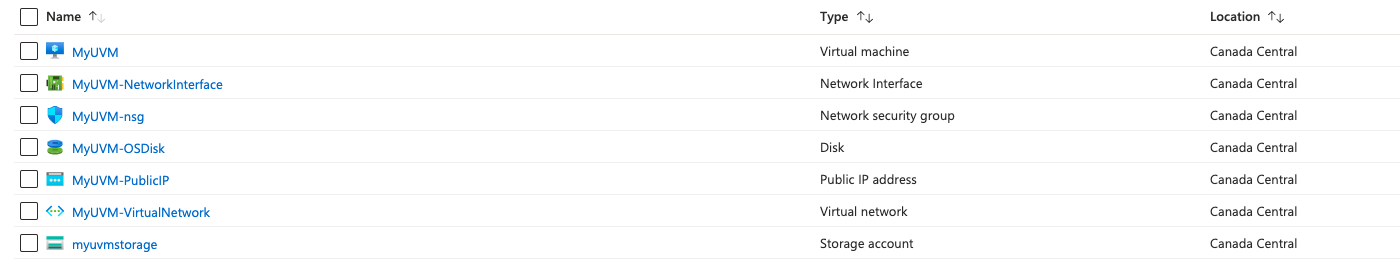 Name ↑↓ Type ↑↓ Location ↑↓
MyUVM Virtual machine Canada Central
MyUVM-NetworkInterface Network Interface Canada Central
MyUVM-nsg Network security group Canada Central
MyUVM-OSDisk Disk Canada Central
MyUVM-PublicIP Public IP address Canada Central
MyUVM-VirtualNetwork Virtual network Canada Central
myuvmstorage Storage account Canada Central